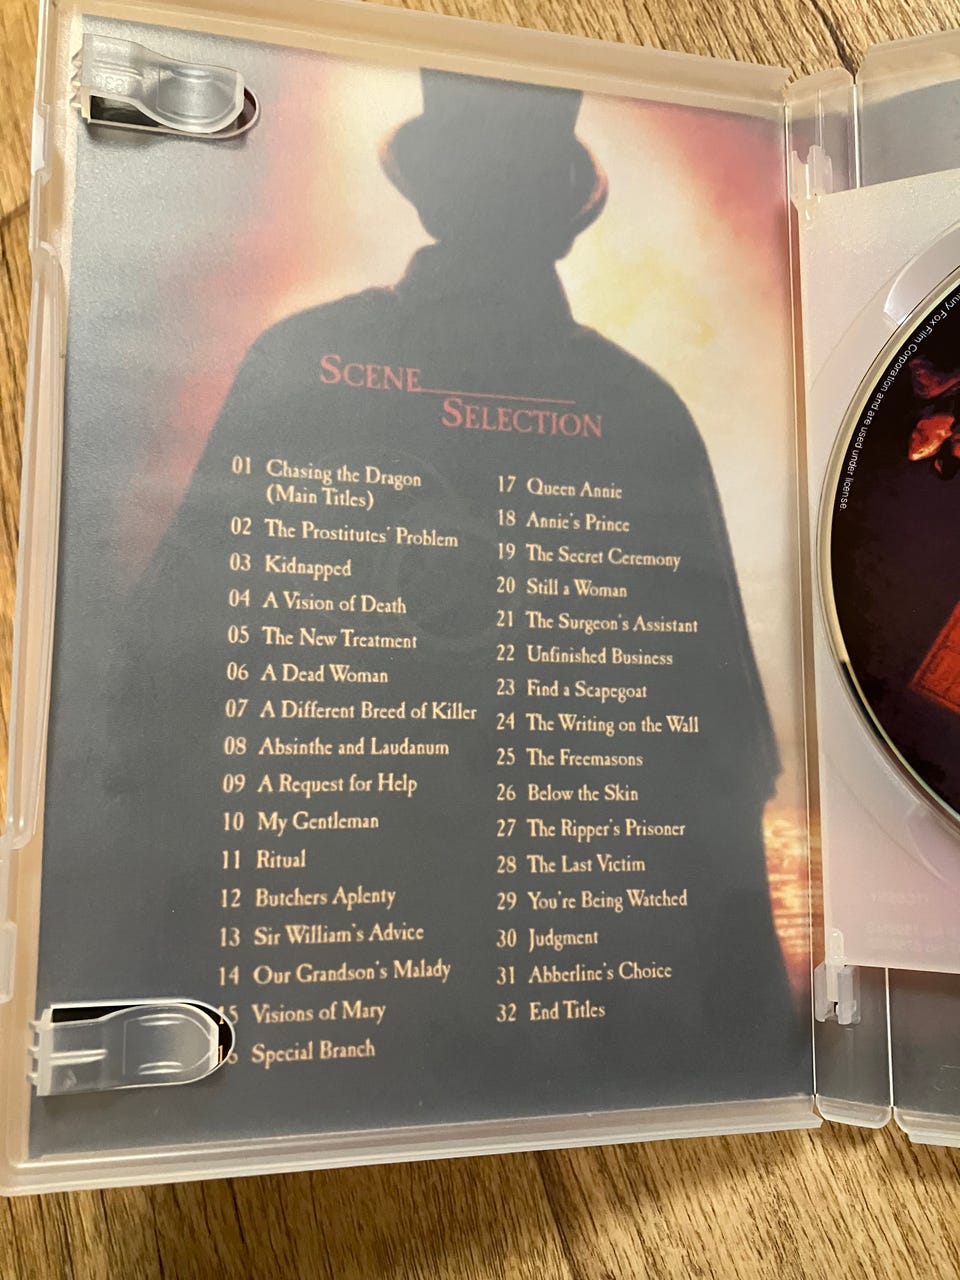 SCENE
SELECTION
01 Chasing the Dragon
(Main Titles)
02 The Prostitutes' Problem
03 Kidnapped
04 A Vision of Death
05 The New Treatment
06 A Dead Woman
07 A Different Breed of Killer
08 Absinthe and Laudanum
09 A Request for Help
10 My Gentleman
11 Ritual
12 Butchers Aplenty
13 Sir William's Advice
14 Our Grandson's Malady
15 Visions of Mary
16 Special Branch
17 Queen Annie
18 Annie's Prince
19 The Secret Ceremony
20 Still a Woman
21 The Surgeon's Assistant
22 Unfinished Business
23 Find a Scapegoat
24 The Writing on the Wall
25 The Freemasons
26 Below the Skin
27 The Ripper's Prisoner
28 The Last Victim
29 You're Being Watched
30 Judgment
31 Abberline's Choice
32 End Titles
Fox Film Corporation and are used under license.